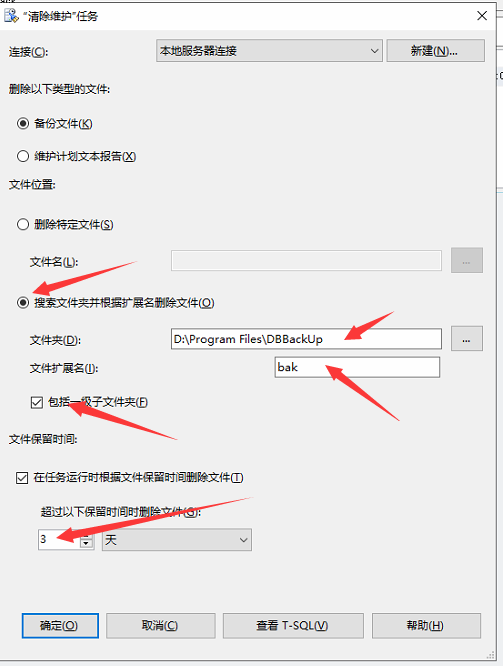 “清除维护”任务
连接(C):
本地服务器连接
新建(N)...
删除以下类型的文件:
备份文件(K)
维护计划文本报告(X)
文件位置:
删除特定文件(S)
文件名(L):
...
搜索文件夹并根据扩展名删除文件(O)
文件夹(D):
D:\Program Files\DBBackUp
...
文件扩展名(I):
bak
包括一级子文件夹(F)
文件保留时间:
在任务运行时根据文件保留时间删除文件(T)
超过以下保留时间时删除文件(G):
3
天
确定(O)
取消(C)
查看 T-SQL(V)
帮助(H)